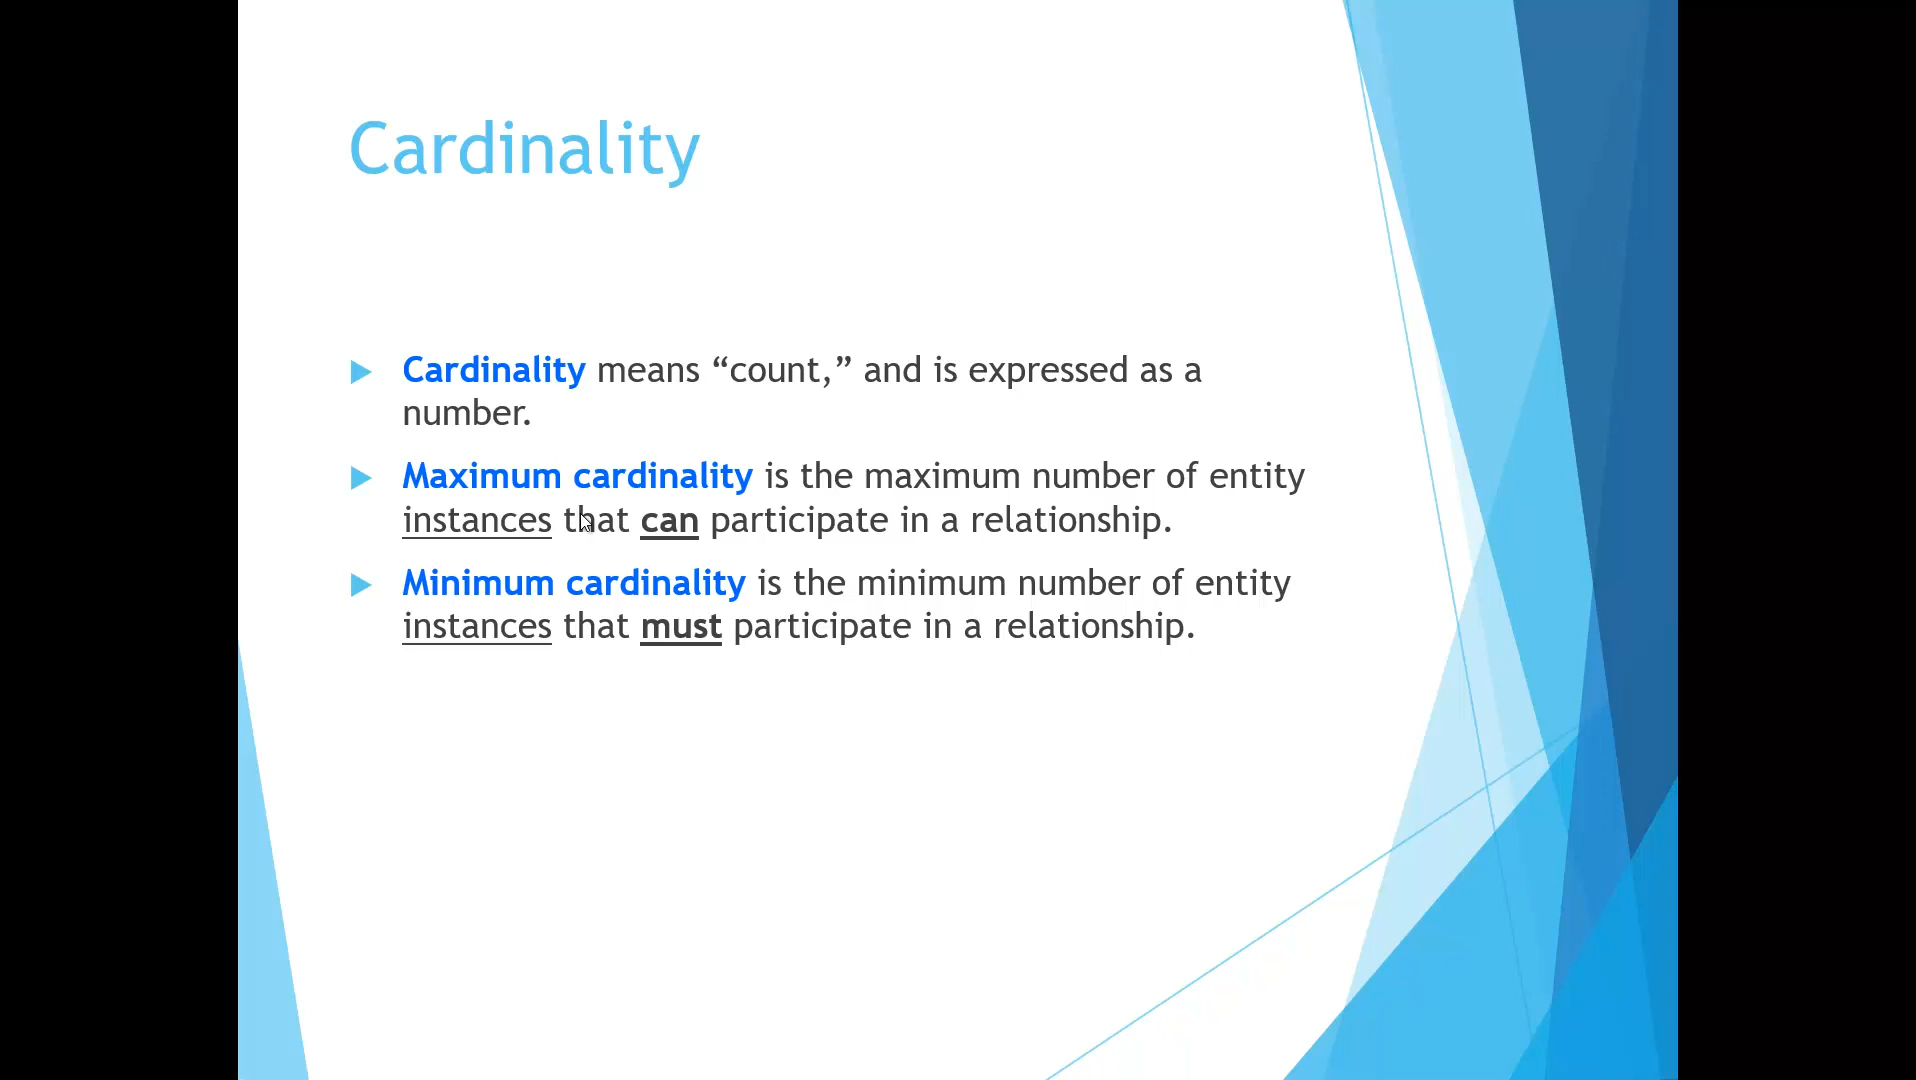 Cardinality
Cardinality means “count,” and is expressed as a
number.
Maximum cardinality is the maximum number of entity
instances that can participate in a relationship.
Minimum cardinality is the minimum number of entity
instances that must participate in a relationship.